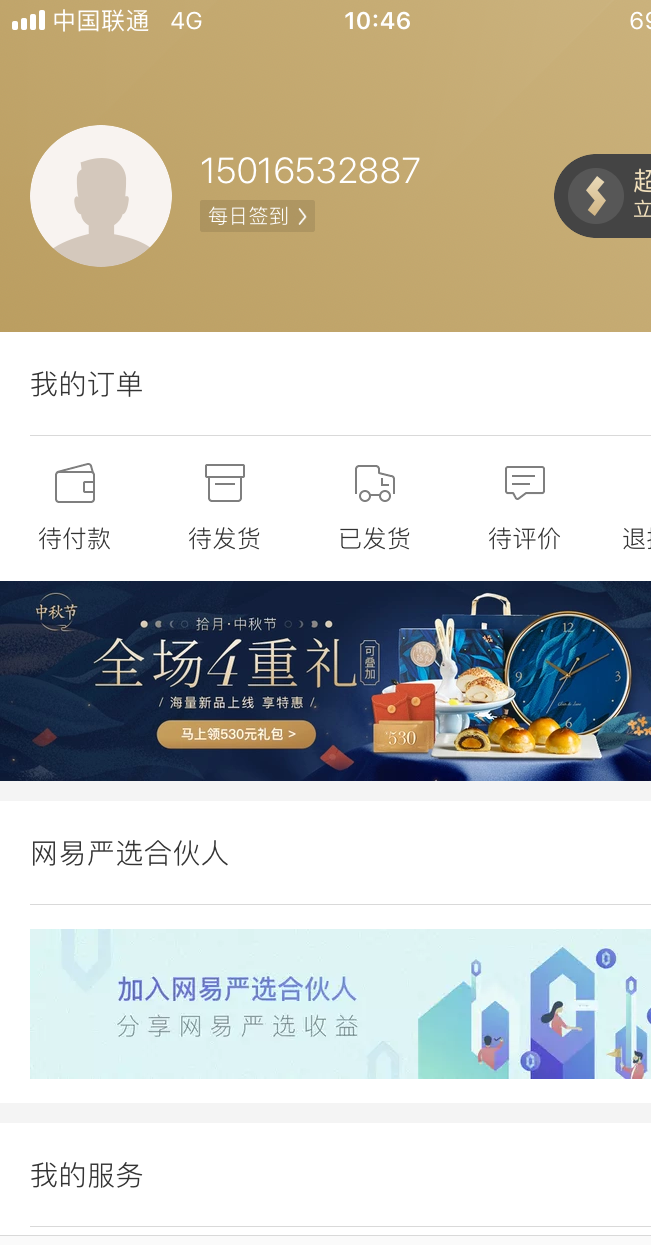 中国联通 4G 10:46 69
15016532887
每日签到
超
立
我的订单
待付款 待发货 已发货 待评价 退换
中秋节
拾月·中秋节
全场4重礼 可叠加
/ 海量新品上线 享特惠 /
马上领530元礼包 >
530
12
9
3
6
网易严选合伙人
加入网易严选合伙人
分享网易严选收益
我的服务